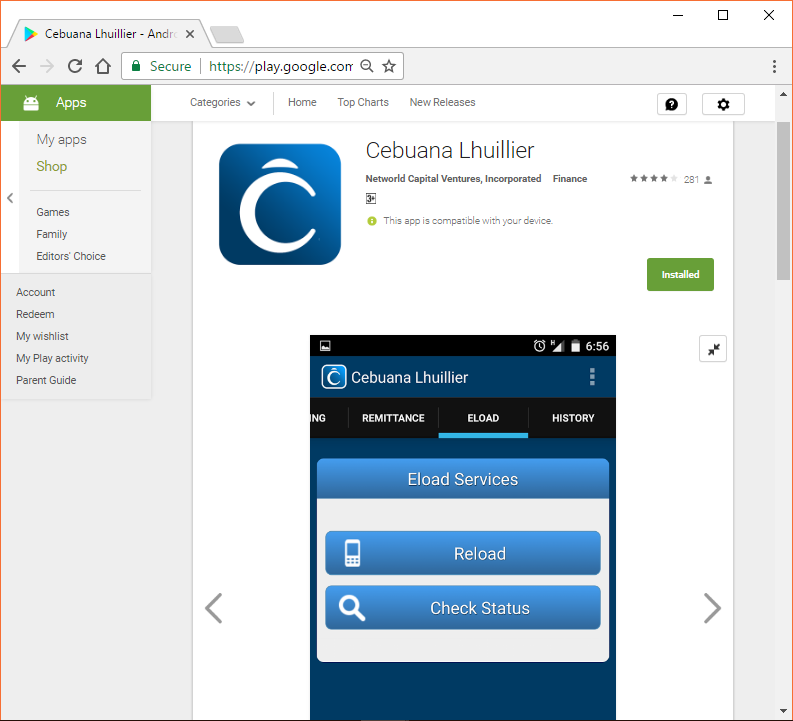 Cebuana Lhuillier - Andro
Secure
https://play.google.com
Apps
Categories
Home
Top Charts
New Releases
My apps
Shop
Games
Family
Editors' Choice
Account
Redeem
My wishlist
My Play activity
Parent Guide
Cebuana Lhuillier
Networld Capital Ventures, Incorporated Finance
281
3+
This app is compatible with your device.
Installed
H 6:56
Cebuana Lhuillier
ING REMITTANCE ELOAD HISTORY
Eload Services
Reload
Check Status